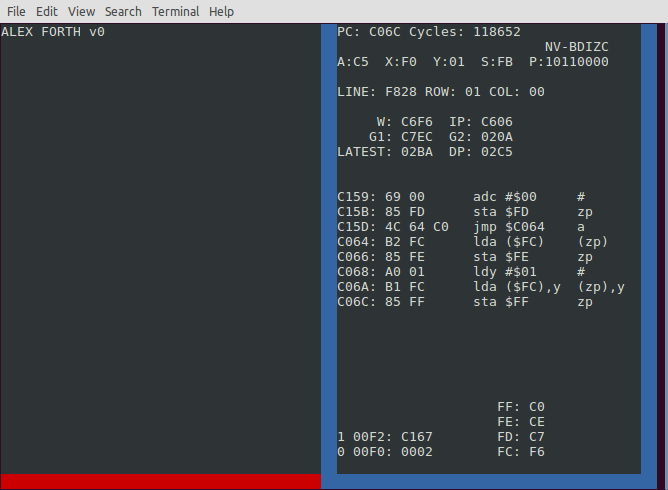 File Edit View Search Terminal Help
ALEX FORTH v0
PC: C06C Cycles: 118652
NV-BDIZC
A:C5 X:F0 Y:01 S:FB P:10110000
LINE: F828 ROW: 01 COL: 00
W: C6F6 IP: C606
G1: C7EC G2: 020A
LATEST: 02BA DP: 02C5
C159: 69 00 adc #$00 #
C15B: 85 FD sta $FD zp
C15D: 4C 64 C0 jmp $C064 a
C064: B2 FC lda ($FC) (zp)
C066: 85 FE sta $FE zp
C068: A0 01 ldy #$01 #
C06A: B1 FC lda ($FC),y (zp),y
C06C: 85 FF sta $FF zp
FF: C0
FE: CE
1 00F2: C167 FD: C7
0 00F0: 0002 FC: F6